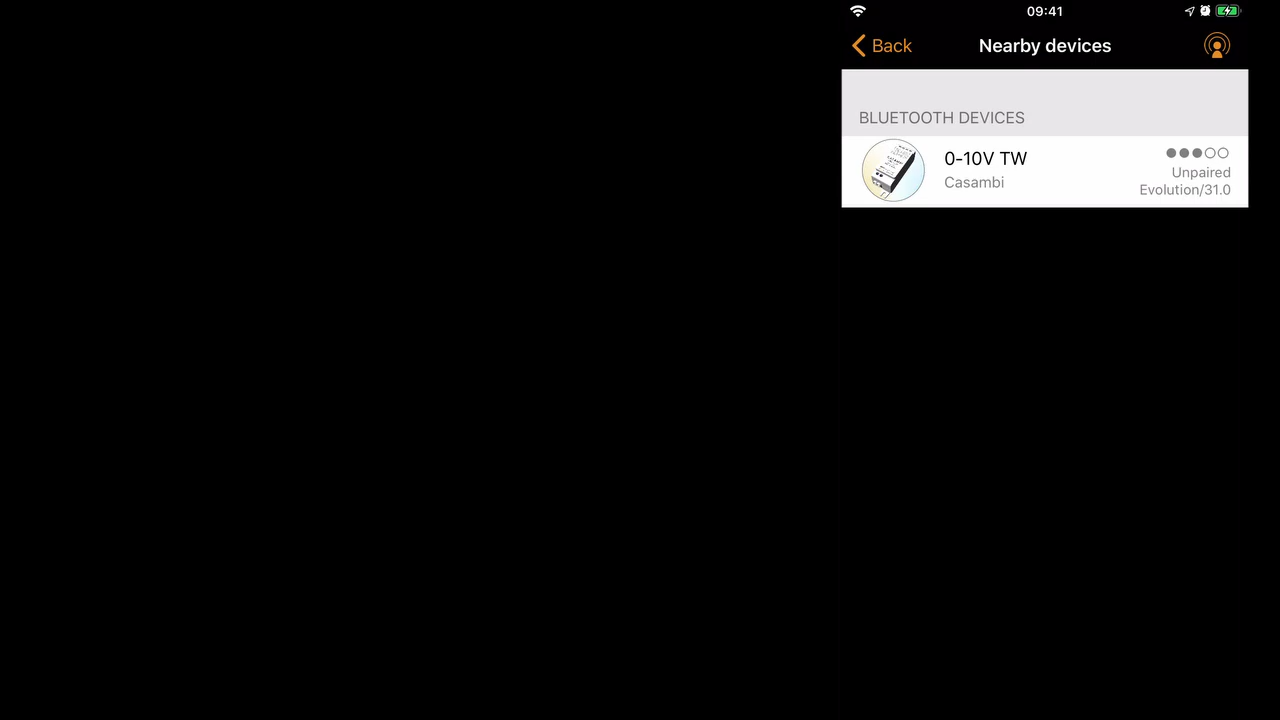 09:41
Back
Nearby devices
BLUETOOTH DEVICES
0-10V TW
Casambi
Unpaired
Evolution/31.0